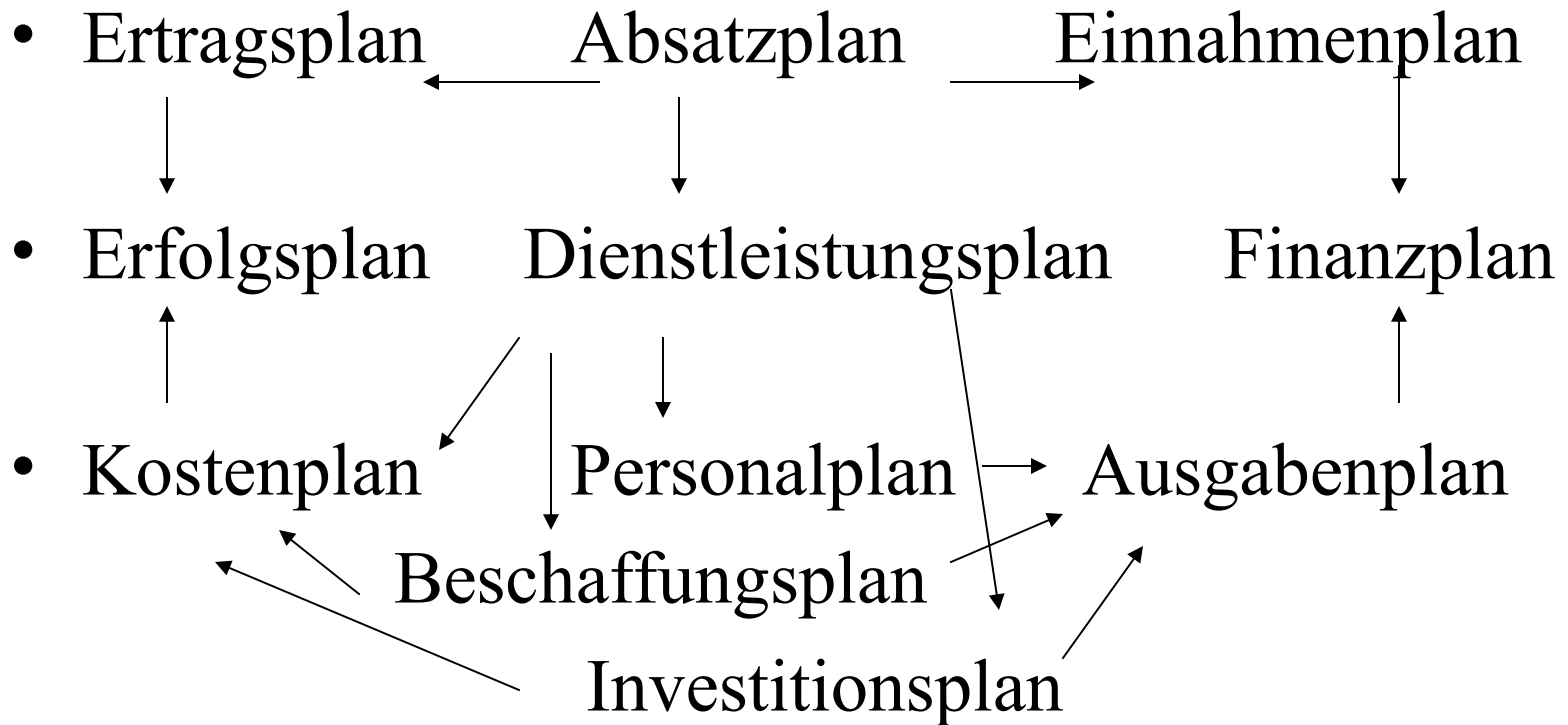 • Ertragsplan Absatzplan Einnahmenplan
• Erfolgsplan Dienstleistungsplan Finanzplan
• Kostenplan Personalplan Ausgabenplan
Beschaffungsplan
Investitionsplan